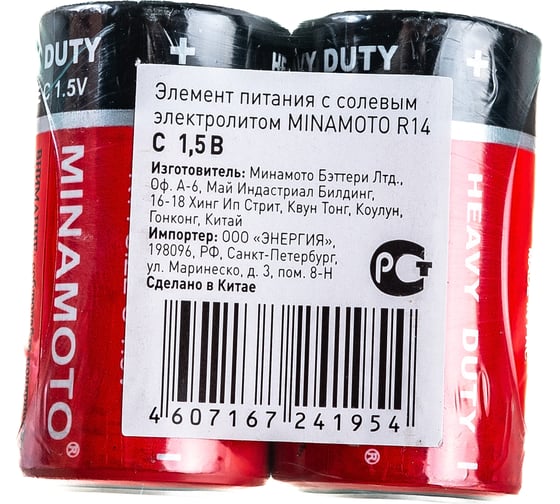 DUTY
HEAVY DUTY
C 1.5V
MINAMOTO
Элемент питания с солевым
электролитом MINAMOTO R14
C 1,5В
Изготовитель: Минамото Бэттери Лтд.,
Оф. А-6, Май Индастриал Билдинг,
16-18 Хинг Ип Стрит, Квун Тонг, Коулун,
Гонконг, Китай
Импортер: ООО «ЭНЕРГИЯ»,
198096, РФ, Санкт-Петербург,
ул. Маринеско, д. 3, пом. 8-Н
Сделано в Китае
РСТ
4 607167 241954
HEAVY DUTY